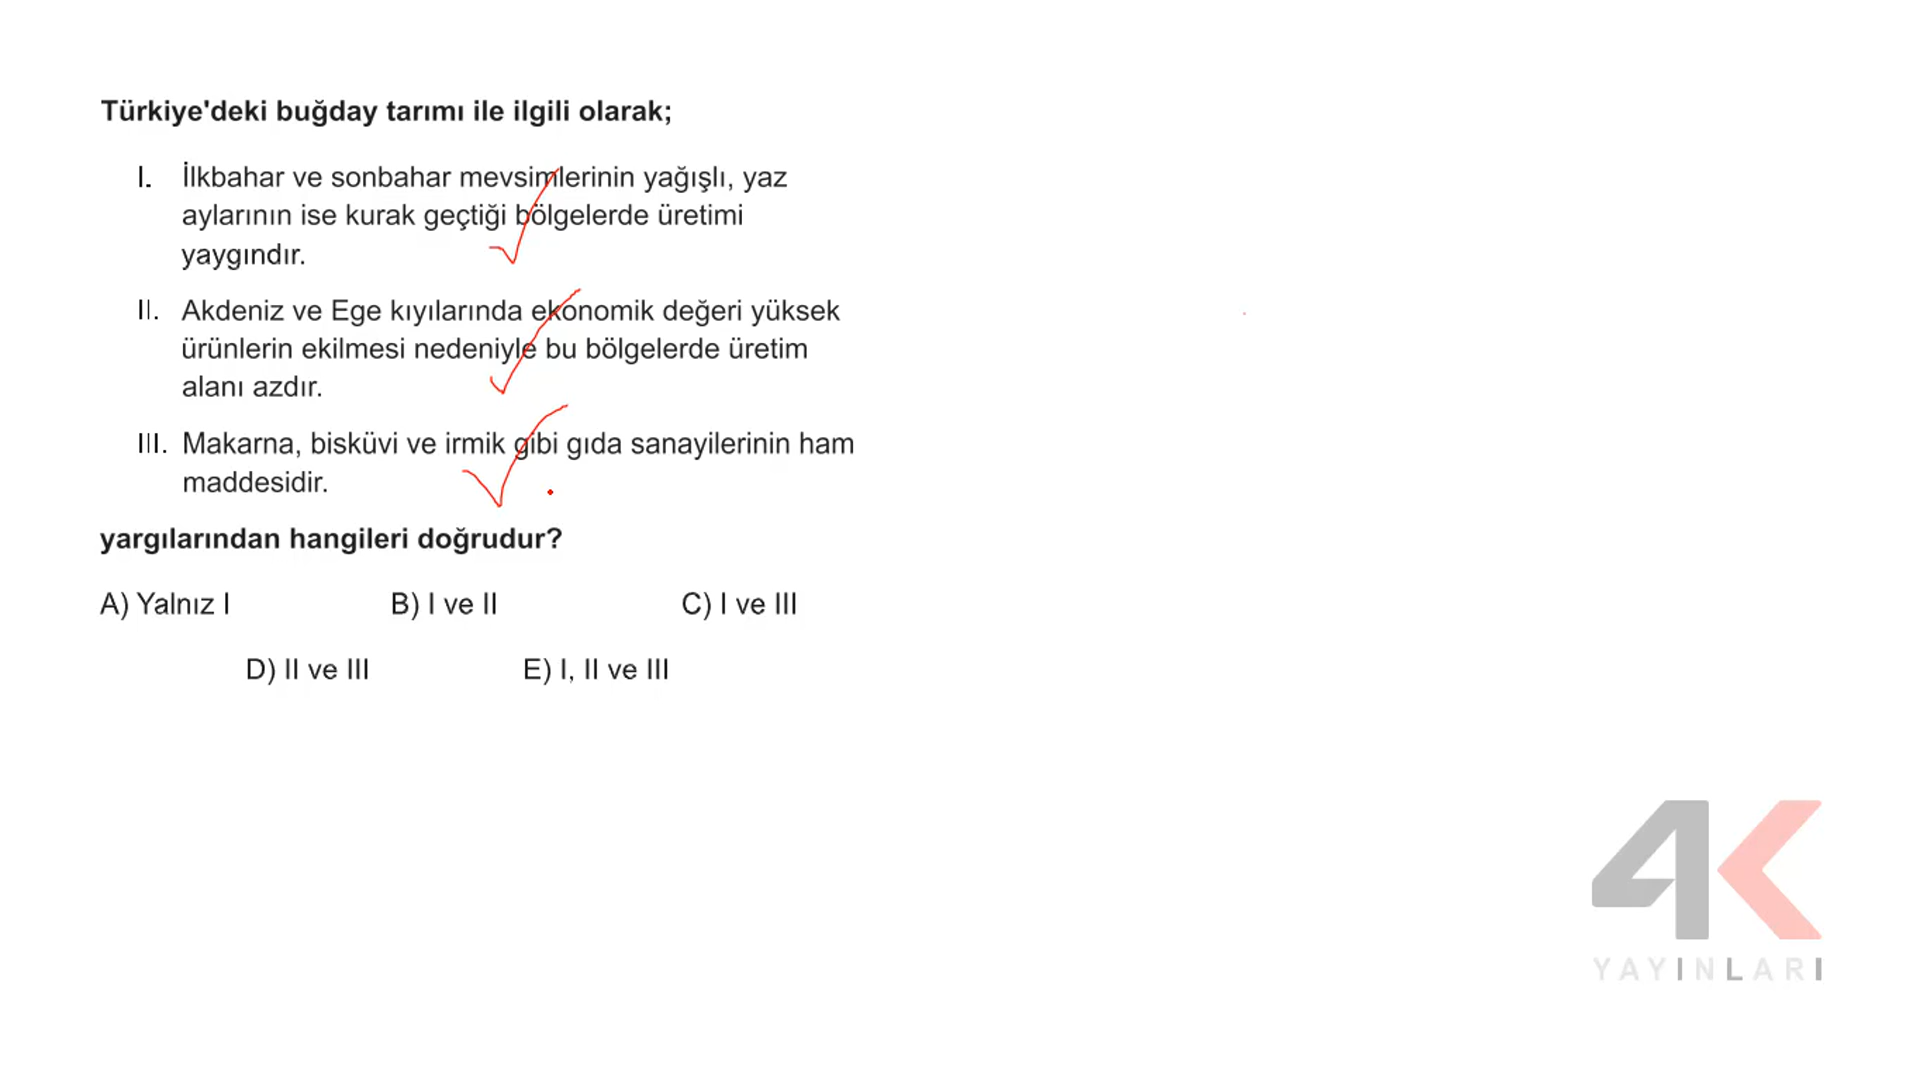 Türkiye'deki buğday tarımı ile ilgili olarak;
I. İlkbahar ve sonbahar mevsimlerinin yağışlı, yaz
aylarının ise kurak geçtiği bölgelerde üretimi
yaygındır.
II. Akdeniz ve Ege kıyılarında ekonomik değeri yüksek
ürünlerin ekilmesi nedeniyle bu bölgelerde üretim
alanı azdır.
III. Makarna, bisküvi ve irmik gibi gıda sanayilerinin ham
maddesidir.
yargılarından hangileri doğrudur?
A) Yalnız I B) I ve II C) I ve III
D) II ve III E) I, II ve III
4K
YAYINLARI